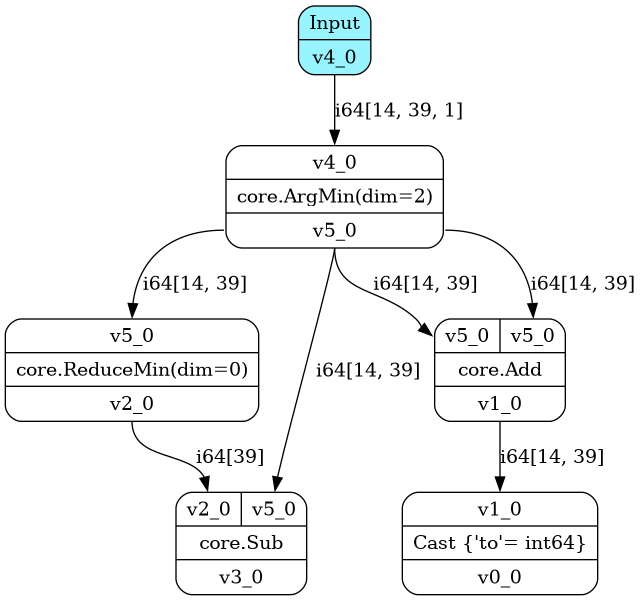 Input
v4_0
i64[14, 39, 1]
v4_0
core.ArgMin(dim=2)
v5_0
i64[14, 39]
i64[14, 39]
i64[14, 39]
v5_0
core.ReduceMin(dim=0)
v2_0
i64[14, 39]
v5_0 v5_0
core.Add
v1_0
i64[39]
i64[14, 39]
v2_0 v5_0
core.Sub
v3_0
v1_0
Cast {'to'= int64}
v0_0